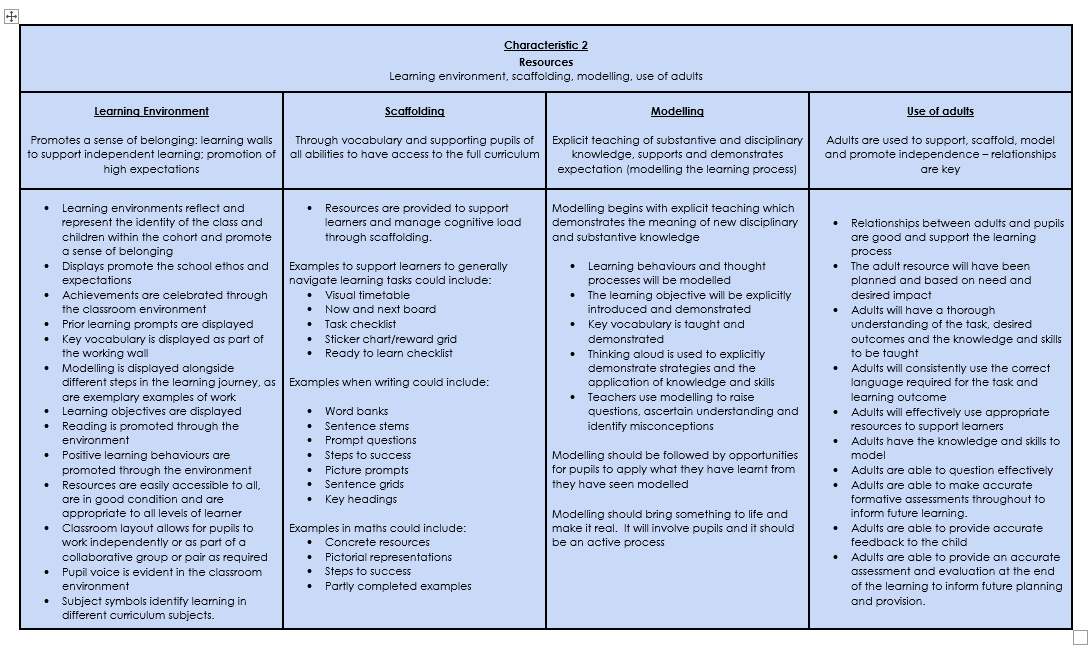 Characteristic 2
Resources
Learning environment, scaffolding, modelling, use of adults
Learning Environment
Promotes a sense of belonging: learning walls
to support independent learning; promotion of
high expectations
Scaffolding
Through vocabulary and supporting pupils of
all abilities to have access to the full curriculum
Modelling
Explicit teaching of substantive and disciplinary
knowledge, supports and demonstrates
expectation (modelling the learning process)
Use of adults
Adults are used to support, scaffold, model
and promote independence – relationships
are key
• Learning environments reflect and
represent the identity of the class and
children within the cohort and promote
a sense of belonging
• Displays promote the school ethos and
expectations
• Achievements are celebrated through
the classroom environment
• Prior learning prompts are displayed
• Key vocabulary is displayed as part of
the working wall
• Modelling is displayed alongside
different steps in the learning journey, as
are exemplary examples of work
• Learning objectives are displayed
• Reading is promoted through the
environment
• Positive learning behaviours are
promoted through the environment
• Resources are easily accessible to all,
are in good condition and are
appropriate to all levels of learner
• Classroom layout allows for pupils to
work independently or as part of a
collaborative group or pair as required
• Pupil voice is evident in the classroom
environment
• Subject symbols identify learning in
different curriculum subjects.
• Resources are provided to support
learners and manage cognitive load
through scaffolding.
Examples to support learners to generally
navigate learning tasks could include:
• Visual timetable
• Now and next board
• Task checklist
• Sticker chart/reward grid
• Ready to learn checklist
Examples when writing could include:
• Word banks
• Sentence stems
• Prompt questions
• Steps to success
• Picture prompts
• Sentence grids
• Key headings
Examples in maths could include:
• Concrete resources
• Pictorial representations
• Steps to success
• Partly completed examples
Modelling begins with explicit teaching which
demonstrates the meaning of new disciplinary
and substantive knowledge
• Learning behaviours and thought
processes will be modelled
• The learning objective will be explicitly
introduced and demonstrated
• Key vocabulary is taught and
demonstrated
• Thinking aloud is used to explicitly
demonstrate strategies and the
application of knowledge and skills
• Teachers use modelling to raise
questions, ascertain understanding and
identify misconceptions
Modelling should be followed by opportunities
for pupils to apply what they have learnt from
they have seen modelled
Modelling should bring something to life and
make it real. It will involve pupils and it should
be an active process
• Relationships between adults and pupils
are good and support the learning
process
• The adult resource will have been
planned and based on need and
desired impact
• Adults will have a thorough
understanding of the task, desired
outcomes and the knowledge and skills
to be taught
• Adults will consistently use the correct
language required for the task and
learning outcome
• Adults will effectively use appropriate
resources to support learners
• Adults have the knowledge and skills to
model
• Adults are able to question effectively
• Adults are able to make accurate
formative assessments throughout to
inform future learning.
• Adults are able to provide accurate
feedback to the child
• Adults are able to provide an accurate
assessment and evaluation at the end
of the learning to inform future planning
and provision.